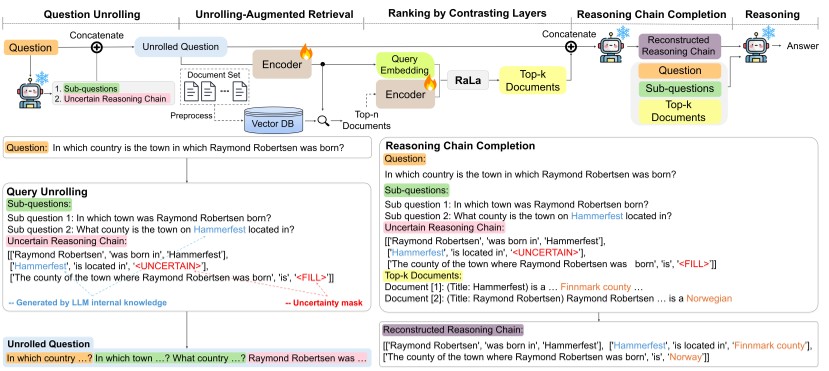 Question Unrolling
Unrolling-Augmented Retrieval
Ranking by Contrasting Layers
Reasoning Chain Completion
Reasoning
Question
Concatenate
Unrolled Question
1. Sub-questions
2. Uncertain Reasoning Chain
Document Set
...
Preprocess
Encoder
Vector DB
Top-n
Documents
Query
Embedding
Encoder
RaLa
Top-k
Documents
Concatenate
Reconstructed
Reasoning Chain
Question
Sub-questions
Top-k
Documents
Answer
Question: In which country is the town in which Raymond Robertsen was born?
Query Unrolling
Sub-questions:
Sub question 1: In which town was Raymond Robertsen born?
Sub question 2: What county is the town on Hammerfest located in?
Uncertain Reasoning Chain:
[['Raymond Robertsen', 'was born in', 'Hammerfest'],
['Hammerfest', 'is located in', '<UNCERTAIN>'],
['The county of the town where Raymond Robertsen was born', 'is', '<FILL>']]
-- Generated by LLM internal knowledge
-- Uncertainty mask
Unrolled Question
In which country ...? In which town ...? What country ...? Raymond Robertsen was ...
Reasoning Chain Completion
Question:
In which country is the town in which Raymond Robertsen was born?
Sub-questions:
Sub question 1: In which town was Raymond Robertsen born?
Sub question 2: What county is the town on Hammerfest located in?
Uncertain Reasoning Chain:
[['Raymond Robertsen', 'was born in', 'Hammerfest'],
['Hammerfest', 'is located in', '<UNCERTAIN>'],
['The county of the town where Raymond Robertsen was born', 'is', '<FILL>']]
Top-k Documents:
Document [1]: (Title: Hammerfest) is a ... Finnmark county ...
Document [2]: (Title: Raymond Robertsen) Raymond Robertsen ... is a Norwegian
Reconstructed Reasoning Chain:
[['Raymond Robertsen', 'was born in', 'Hammerfest'], ['Hammerfest', 'is located in', 'Finnmark county'],
['The county of the town where Raymond Robertsen was born', 'is', 'Norway']]